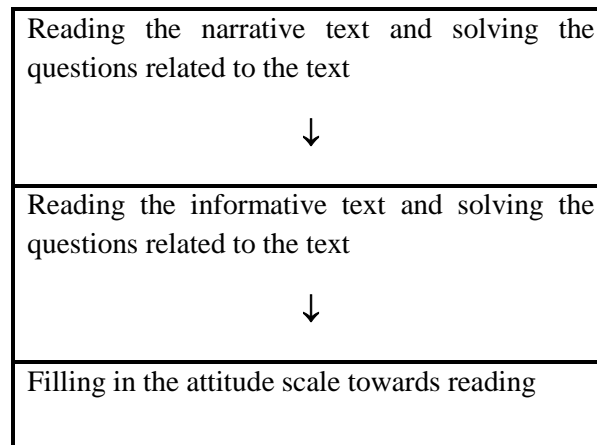 Reading the narrative text and solving the
questions related to the text
↓
Reading the informative text and solving the
questions related to the text
↓
Filling in the attitude scale towards reading